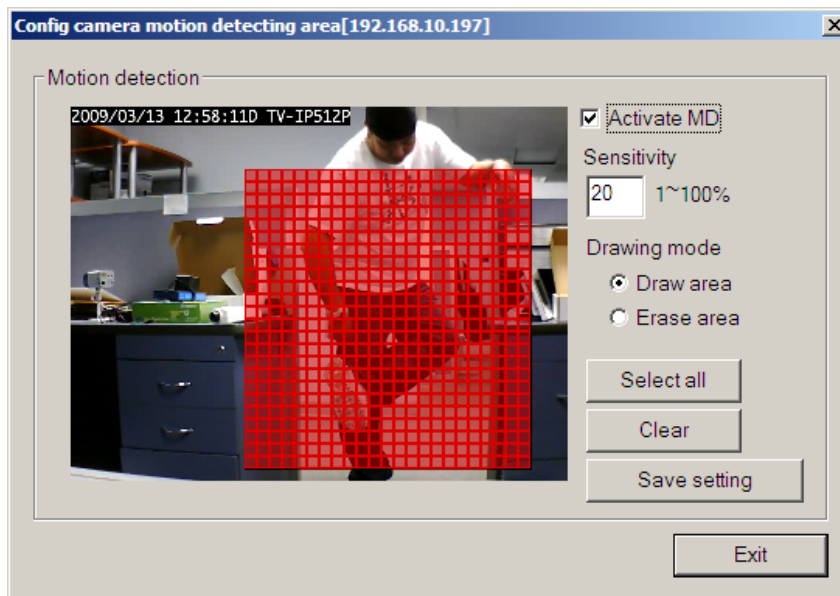 Config camera motion detecting area[192.168.10.197]
Motion detection
2009/03/13 12:58:11D TV-IP512P
Activate MD
Sensitivity
20 1~100%
Drawing mode
Draw area
Erase area
Select all
Clear
Save setting
Exit